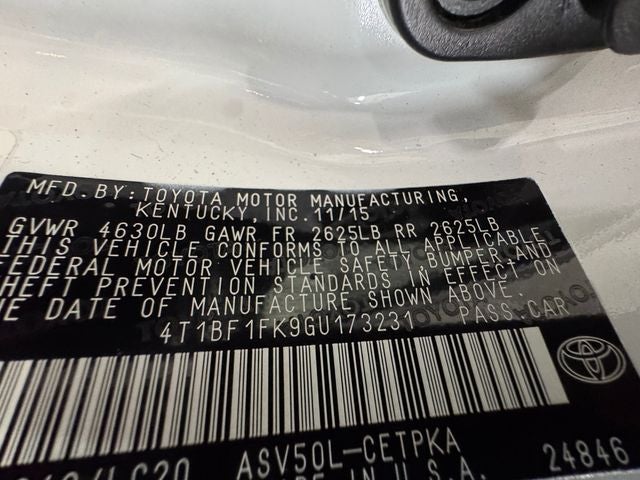 MFD. BY: TOYOTA MOTOR MANUFACTURING,
KENTUCKY, INC. 11/15
GVWR 4630LB GAWR FR 2625LB RR 2625LB
THIS VEHICLE CONFORMS TO ALL APPLICABLE
FEDERAL MOTOR VEHICLE SAFETY, BUMPER, AND
THEFT PREVENTION STANDARDS IN EFFECT ON
THE DATE OF MANUFACTURE SHOWN ABOVE.
4T1BF1FK9GU173231 PASS. CAR
ASV50L-CETPKA 24846
MADE IN U.S.A.